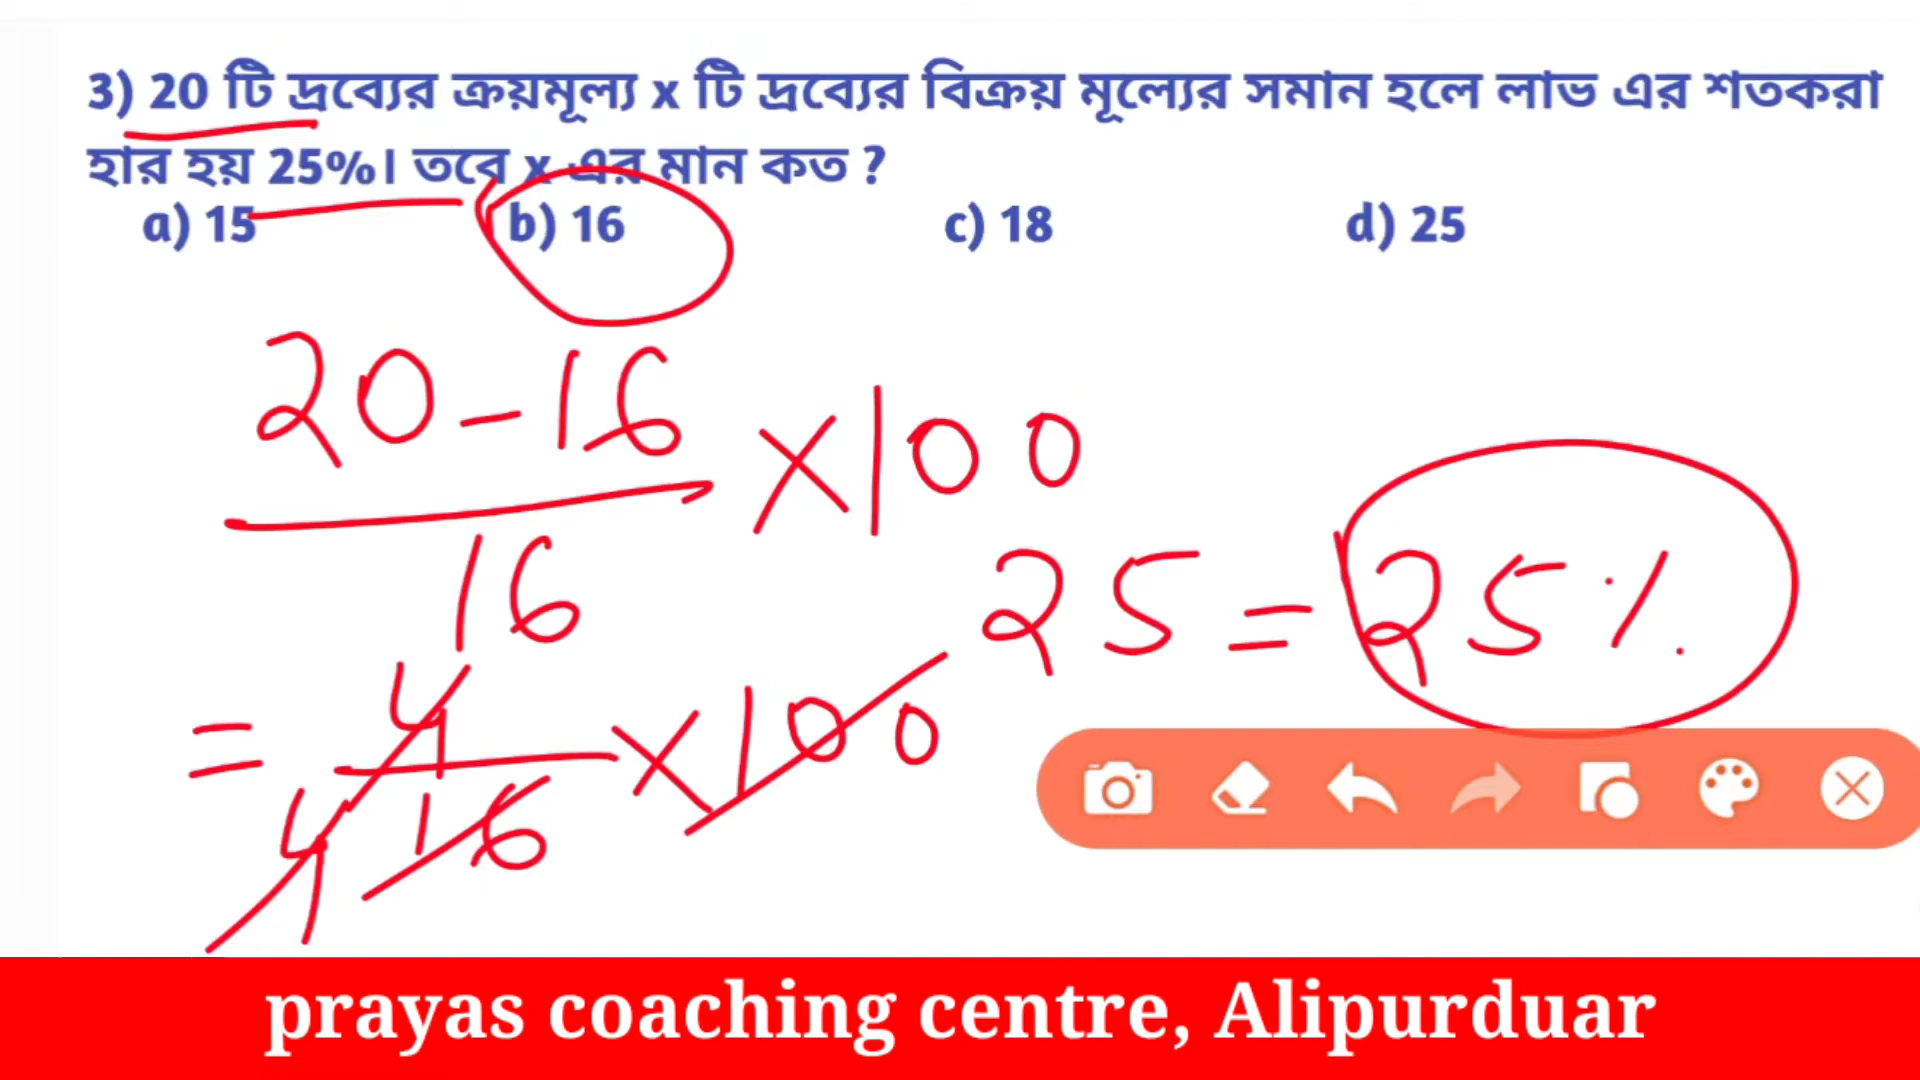 3) 20 টি দ্রব্যের ক্রয়মূল্য x টি দ্রব্যের বিক্রয় মূল্যের সমান হলে লাভ এর শতকরা
হার হয় 25%। তবে x এর মান কত ?
a) 15 b) 16 c) 18 d) 25
20 - 16
×100
16
25 = 25%
= 4
×100
4 16
prayas coaching centre, Alipurduar